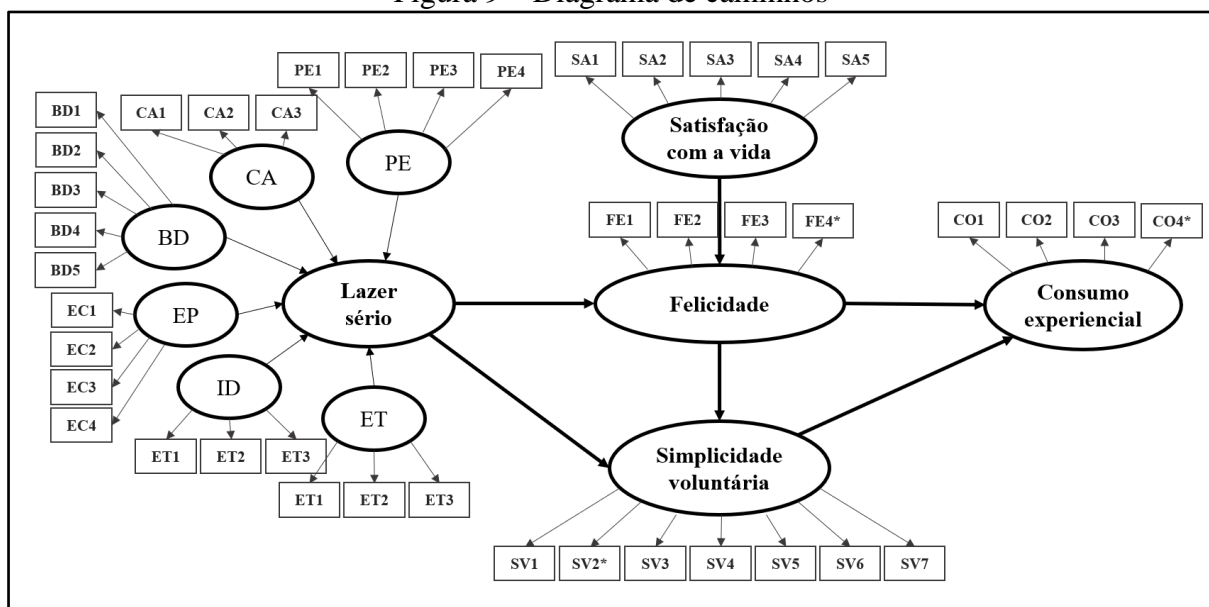 Figura 9 – Diagrama de caminhos
SA1 SA2 SA3 SA4 SA5
PE1 PE2 PE3 PE4
BD1
CA1 CA2 CA3
Satisfação
com a vida
BD2
PE
CA
BD3
FE1 FE2 FE3 FE4*
CO1 CO2 CO3 CO4*
BD4
BD
BD5
Lazer
sério
Felicidade
Consumo
experiencial
EC1
EP
EC2
EC3
ID
EC4
ET
ET1 ET2 ET3
Simplicidade
voluntária
ET1 ET2 ET3
SV1 SV2* SV3 SV4 SV5 SV6 SV7